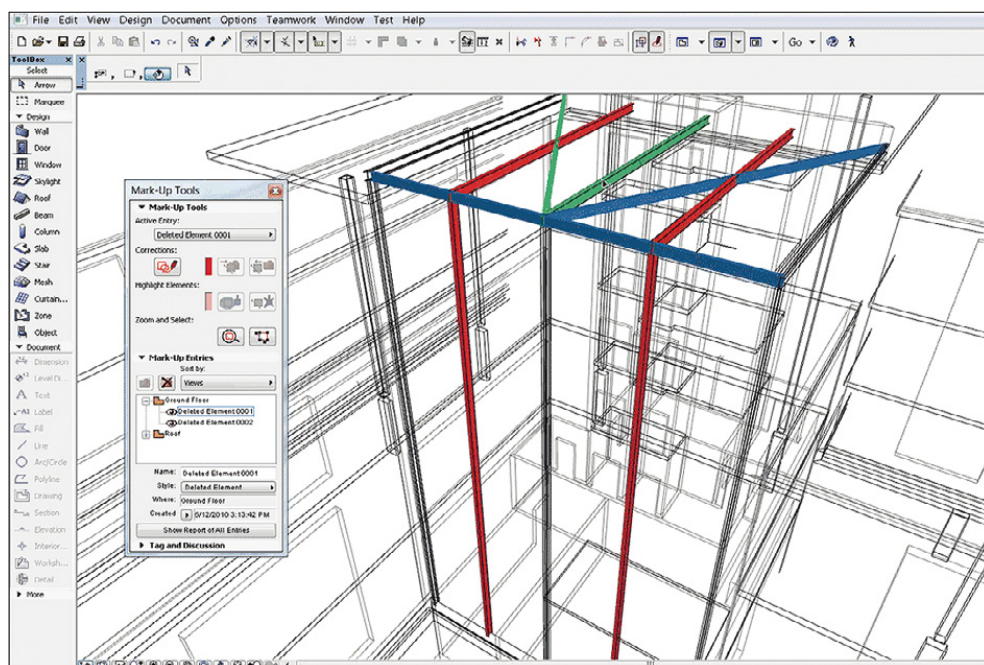 File Edit View Design Document Options Teamwork Window Test Help
Go
ToolBox
Select
Arrow
Marquee
Design
Wall
Door
Window
Skylight
Roof
Beam
Column
Slab
Stair
Mesh
Curtain...
Zone
Object
Document
Dimension
Level Di...
Text
Label
Fill
Line
Arc/Circle
Polyline
Drawing
Section
Elevation
Interior...
Worksh...
Detail
More
Mark-Up Tools
Mark-Up Tools
Active Entry:
Deleted Element 0001
Corrections:
Highlight Elements:
Zoom and Select:
Mark-Up Entries
Sort by:
Views
Ground Floor
Deleted Element 0001
Deleted Element 0002
Roof
Name: Deleted Element 0001
Style: Deleted Element
Where: Ground Floor
Created 5/12/2010 3:13:42 PM
Show Report of All Entries
Tag and Discussion